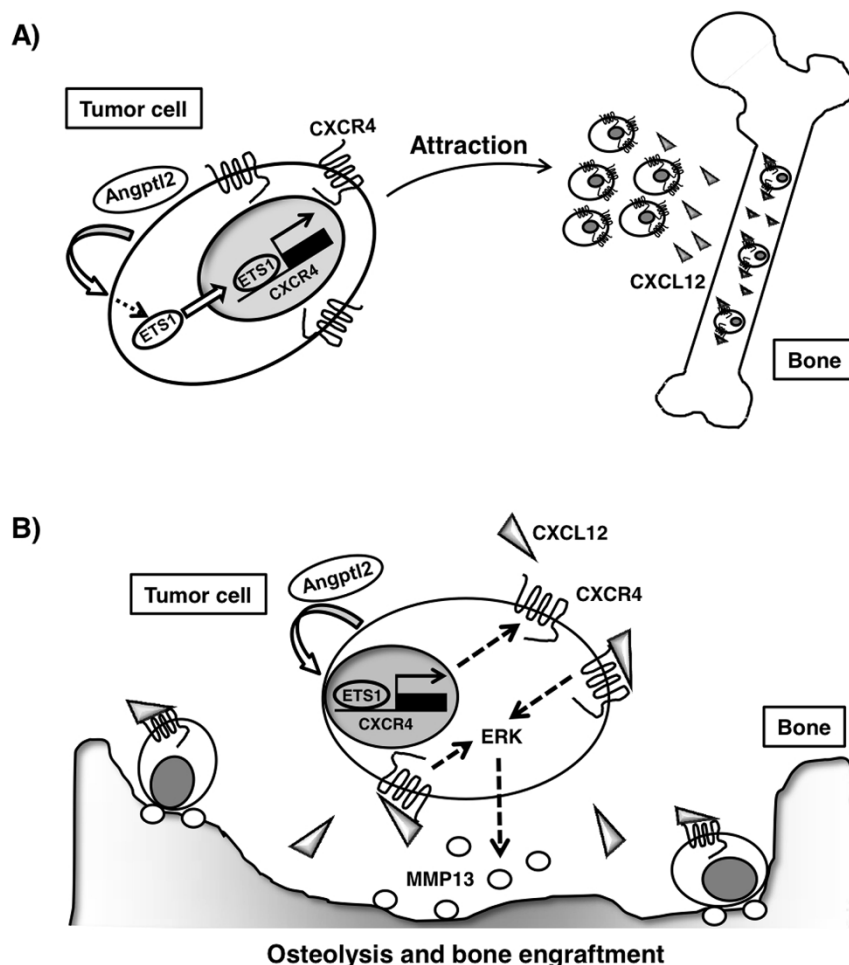 A)
Tumor cell
CXCR4
Angptl2
Attraction
ETS1
CXCR4
ETS1
CXCL12
Bone
B)
CXCL12
Angptl2
Tumor cell
CXCR4
ETS1
CXCR4
ERK
Bone
MMP13
Osteolysis and bone engraftment